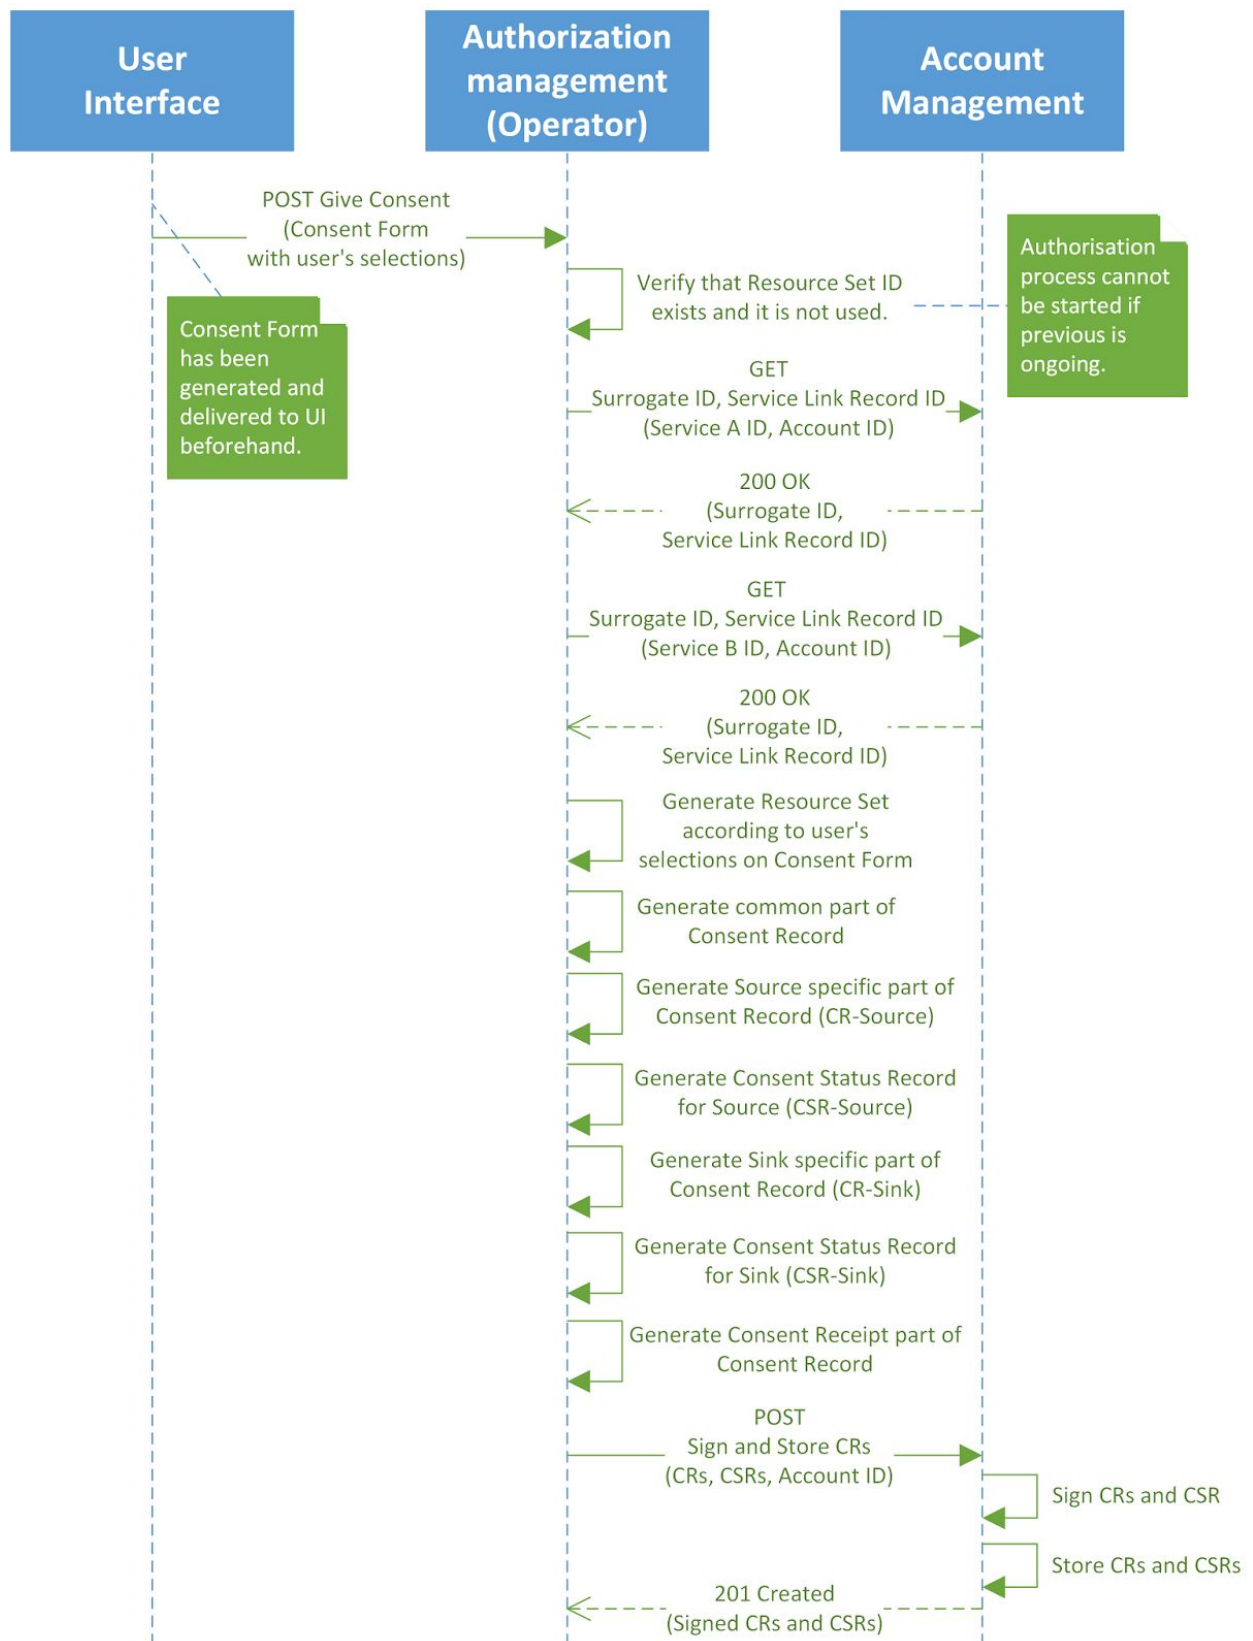 User
Interface
Authorization
management
(Operator)
Account
Management
POST Give Consent
(Consent Form
with user's selections)
Consent Form
has been
generated and
delivered to UI
beforehand.
Verify that Resource Set ID
exists and it is not used.
Authorisation
process cannot
be started if
previous is
ongoing.
GET
Surrogate ID, Service Link Record ID
(Service A ID, Account ID)
200 OK
(Surrogate ID,
Service Link Record ID)
GET
Surrogate ID, Service Link Record ID
(Service B ID, Account ID)
200 OK
(Surrogate ID,
Service Link Record ID)
Generate Resource Set
according to user's
selections on Consent Form
Generate common part of
Consent Record
Generate Source specific part of
Consent Record (CR-Source)
Generate Consent Status Record
for Source (CSR-Source)
Generate Sink specific part of
Consent Record (CR-Sink)
Generate Consent Status Record
for Sink (CSR-Sink)
Generate Consent Receipt part of
Consent Record
POST
Sign and Store CRs
(CRs, CSRs, Account ID)
Sign CRs and CSR
Store CRs and CSRs
201 Created
(Signed CRs and CSRs)